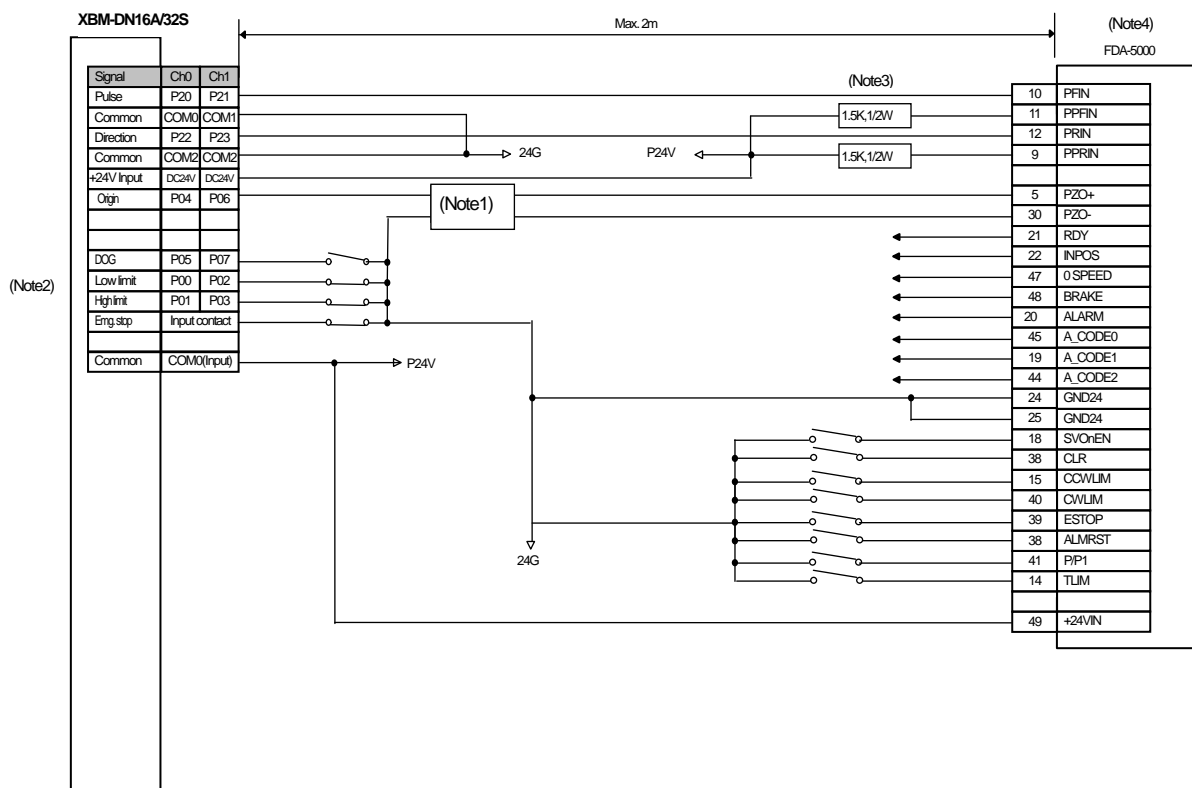 XBM-DN16A/32S
Max. 2m
(Note4)
FDA-5000
Signal Ch0 Ch1
Pulse P20 P21
Common COM0 COM1
Direction P22 P23
Common COM2 COM2
+24V Input DC24V DC24V
Origin P04 P06
DOG P05 P07
Low limit P00 P02
High limit P01 P03
Emg. stop Input contact
Common COM0(Input)
(Note2)
24G
P24V
(Note3)
1.5K,1/2W
1.5K,1/2W
(Note1)
P24V
24G
10 PFIN
11 PPFIN
12 PRIN
9 PPRIN
5 PZO+
30 PZO-
21 RDY
22 INPOS
47 0 SPEED
48 BRAKE
20 ALARM
45 A_CODE0
19 A_CODE1
44 A_CODE2
24 GND24
25 GND24
18 SVOnEN
38 CLR
15 CCWLIM
40 CWLIM
39 ESTOP
38 ALMRST
41 P/P1
14 TLIM
49 +24VIN